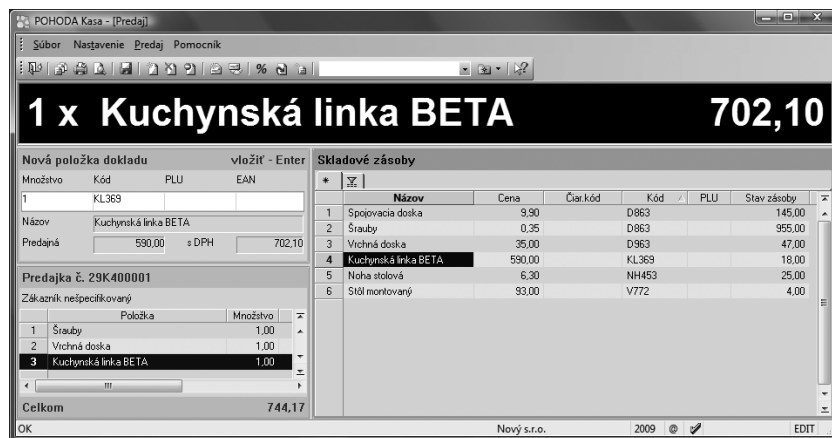 POHODA Kasa - [Predaj]
Súbor Nastavenie Predaj Pomocník
1 x Kuchynská linka BETA 702,10
Nová položka dokladu vložiť - Enter
Množstvo Kód PLU EAN
1 KL369
Názov Kuchynská linka BETA
Predajná 590,00 s DPH 702,10
Predajka č. 29K400001
Zákazník nešpecifikovaný
Položka Množstvo
1 Šrauby 1,00
2 Vrchná doska 1,00
3 Kuchynská linka BETA 1,00
Celkom 744,17
Skladové zásoby
Názov Cena Čiar.kód Kód PLU Stav zásoby
1 Spojovacia doska 9,90 D863 145,00
2 Šrauby 0,35 D863 955,00
3 Vrchná doska 35,00 D963 47,00
4 Kuchynská linka BETA 590,00 KL369 18,00
5 Noha stolová 6,30 NH453 25,00
6 Stôl montovaný 93,00 V772 4,00
OK Nový s.r.o. 2009 @ EDIT